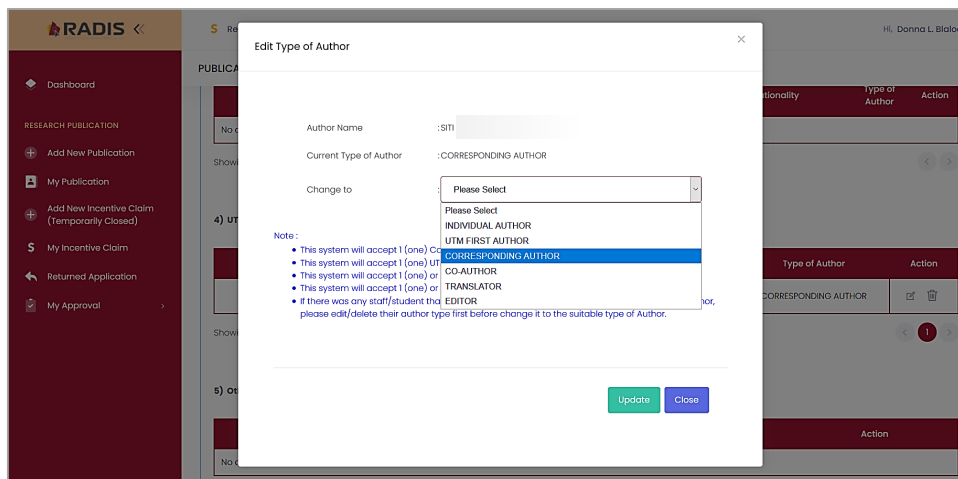 RADIS
S Re
Hi, Donna L. Blalo
Edit Type of Author
×
PUBLICA
Dashboard
ationality
Type of Author
Action
RESEARCH PUBLICATION
No d
Author Name : SITI
Add New Publication
Showi
Current Type of Author : CORRESPONDING AUTHOR
My Publication
Change to : Please Select
Add New Incentive Claim
(Temporarily Closed)
Please Select
INDIVIDUAL AUTHOR
UTM FIRST AUTHOR
CORRESPONDING AUTHOR
CO-AUTHOR
TRANSLATOR
EDITOR
4) UT
Note :
• This system will accept 1 (one) Co
• This system will accept 1 (one) UT
• This system will accept 1 (one) or
• This system will accept 1 (one) or
• If there was any staff/student tha
hor,
please edit/delete their author type first before change it to the suitable type of Author.
S My Incentive Claim
Returned Application
My Approval
Type of Author
Action
CORRESPONDING AUTHOR
Showi
1
5) Ot
Update
Close
Action
No d